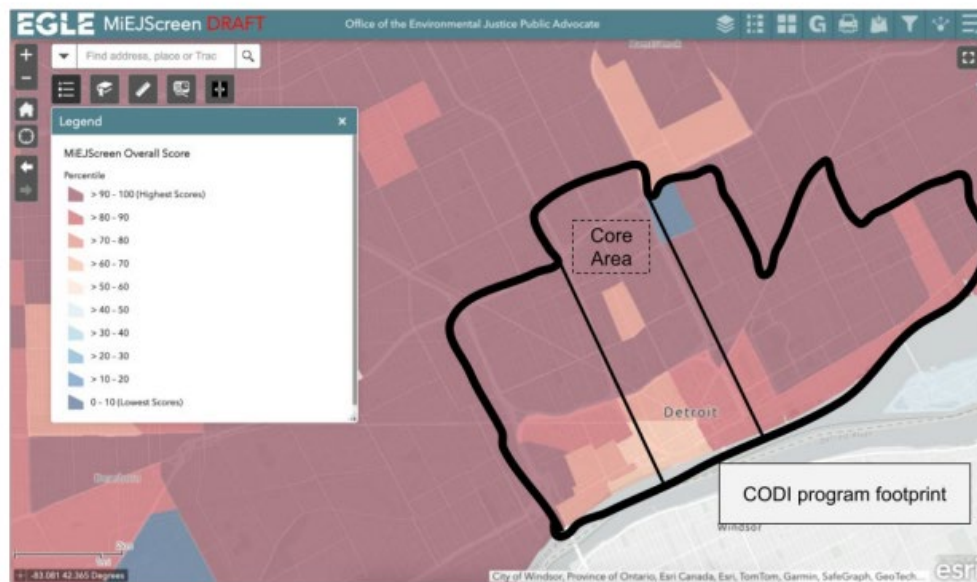 EGLE MiEJScreen DRAFT
Office of the Environmental Justice Public Advocate
Find address, place or Trac
Legend
MiEJScreen Overall Score
Percentile
> 90 - 100 (Highest Scores)
> 80 - 90
> 70 - 80
> 60 - 70
> 50 - 60
> 40 - 50
> 30 - 40
> 20 - 30
> 10 - 20
0 - 10 (Lowest Scores)
Core
Area
Detroit
CODI program footprint
Windsor
-83.081 42.365 Degrees
City of Windsor, Province of Ontario, Esri Canada, Esri, TomTom, Garmin, SafeGraph, GeoTech...
esri